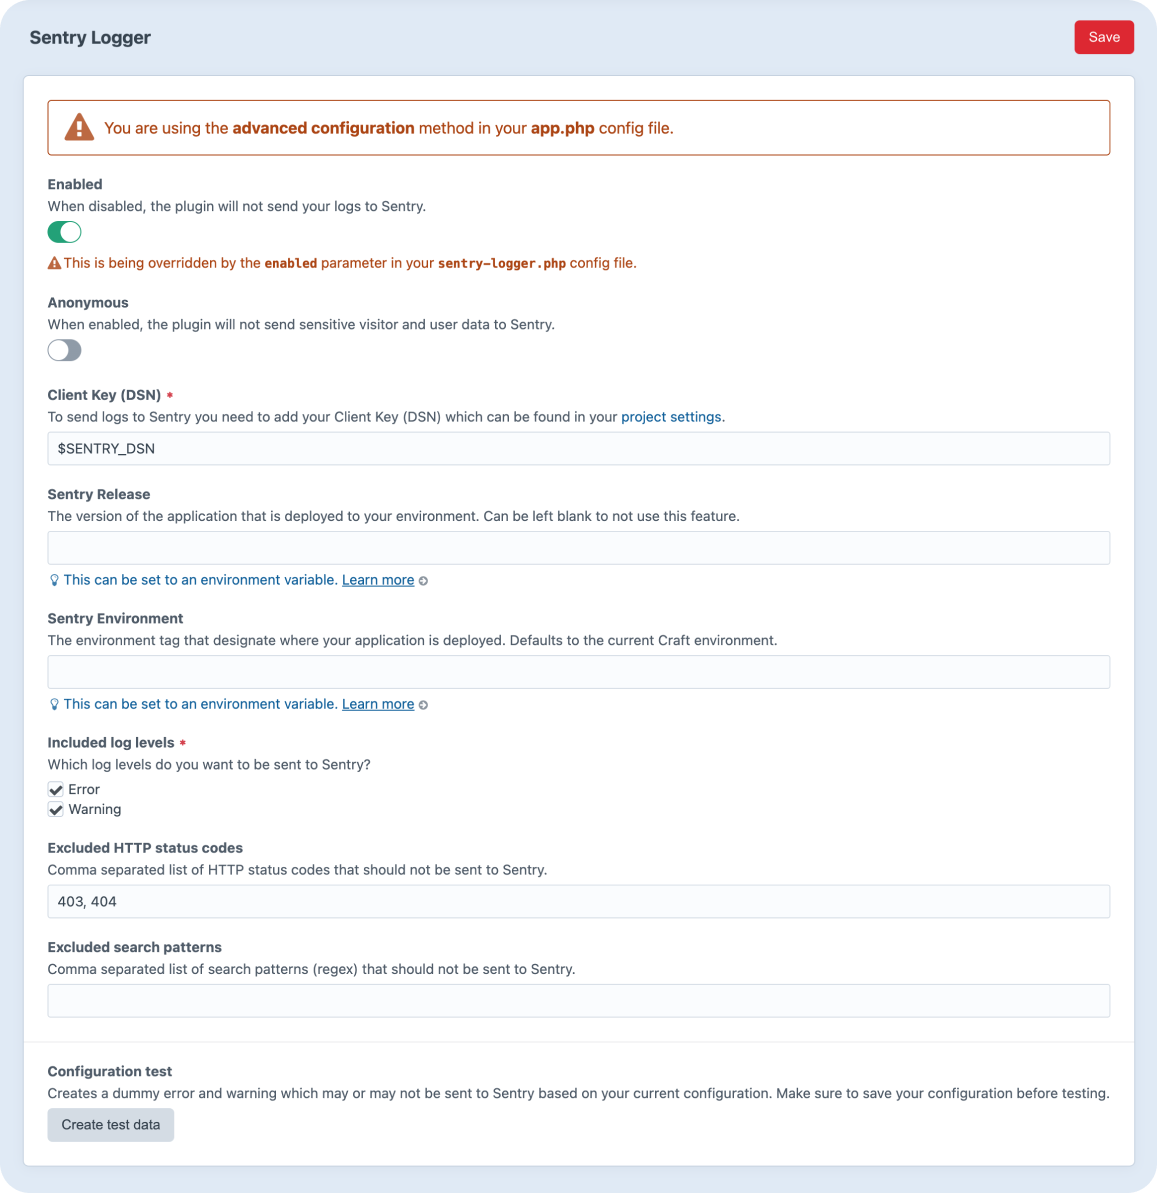 Sentry Logger
Save
You are using the advanced configuration method in your app.php config file.
Enabled
When disabled, the plugin will not send your logs to Sentry.
This is being overridden by the enabled parameter in your sentry-logger.php config file.
Anonymous
When enabled, the plugin will not send sensitive visitor and user data to Sentry.
Client Key (DSN) *
To send logs to Sentry you need to add your Client Key (DSN) which can be found in your project settings.
$SENTRY_DSN
Sentry Release
The version of the application that is deployed to your environment. Can be left blank to not use this feature.
This can be set to an environment variable. Learn more
Sentry Environment
The environment tag that designate where your application is deployed. Defaults to the current Craft environment.
This can be set to an environment variable. Learn more
Included log levels *
Which log levels do you want to be sent to Sentry?
Error
Warning
Excluded HTTP status codes
Comma separated list of HTTP status codes that should not be sent to Sentry.
403, 404
Excluded search patterns
Comma separated list of search patterns (regex) that should not be sent to Sentry.
Configuration test
Creates a dummy error and warning which may or may not be sent to Sentry based on your current configuration. Make sure to save your configuration before testing.
Create test data